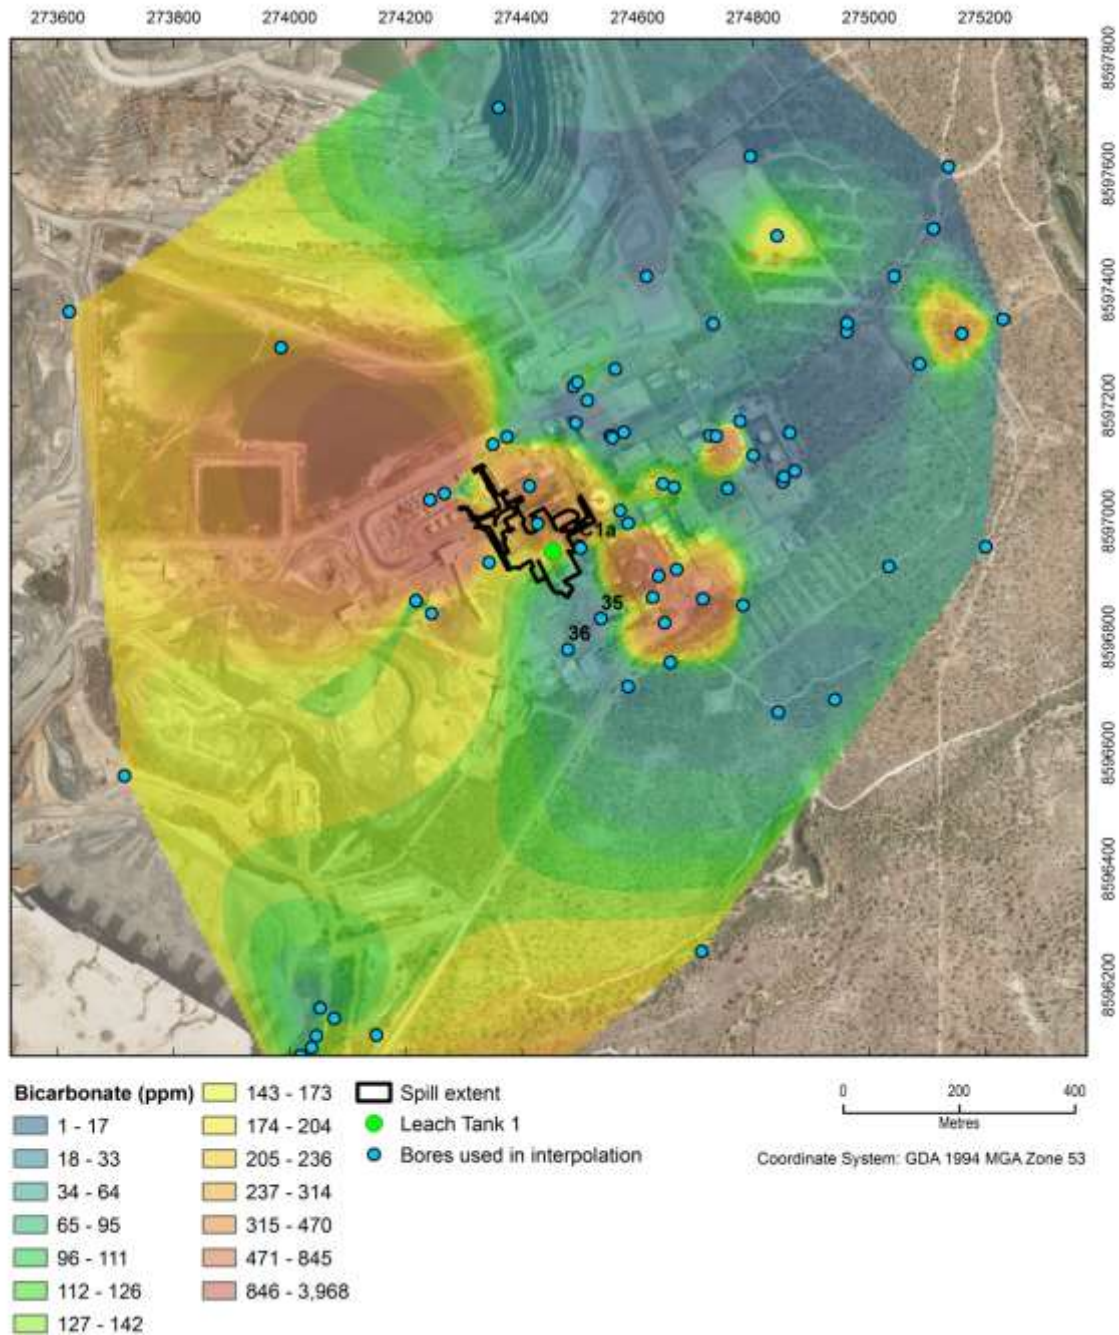 273600 273800 274000 274200 274400 274600 274800 275000 275200
8597800
8597600
8597400
8597200
8597000
8596800
8596600
8596400
8596200
1a
35
36
Bicarbonate (ppm)
1 - 17
18 - 33
34 - 64
65 - 95
96 - 111
112 - 126
127 - 142
143 - 173
174 - 204
205 - 236
237 - 314
315 - 470
471 - 845
846 - 3,968
Spill extent
Leach Tank 1
Bores used in interpolation
0 200 400
Metres
Coordinate System: GDA 1994 MGA Zone 53